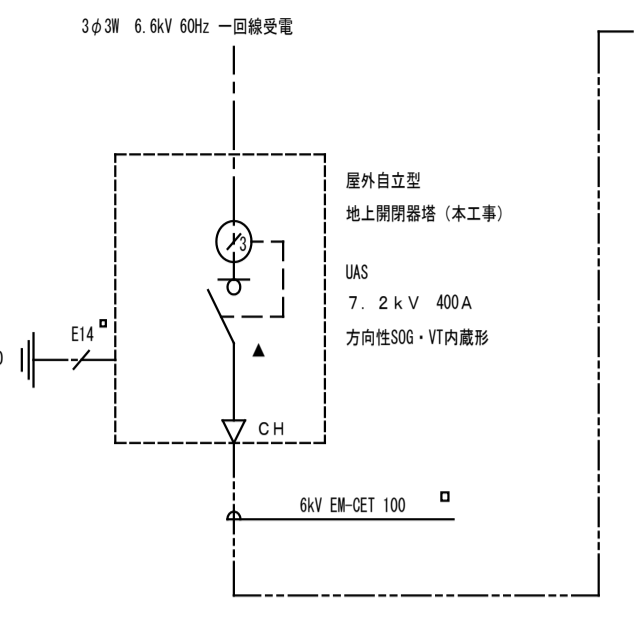 3φ3W 6.6kV 60Hz 一回線受電
屋外自立型
地上開閉器塔（本工事）
3
UAS
7．2ｋＶ 400Ａ
E14
方向性SOG・VT内蔵形
▲
ＣＨ
6kV EM-CET 100